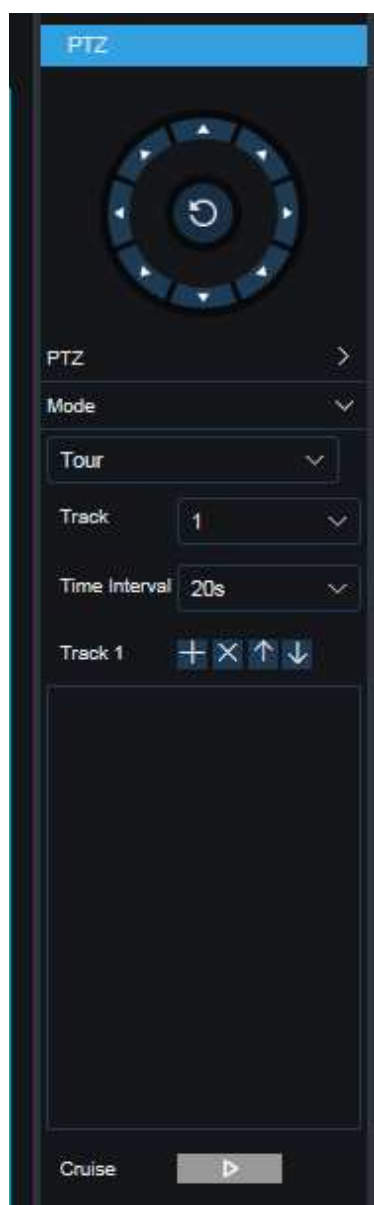 PTZ
PTZ
Mode
Tour
Track 1
Time Interval 20s
Track 1
Cruise